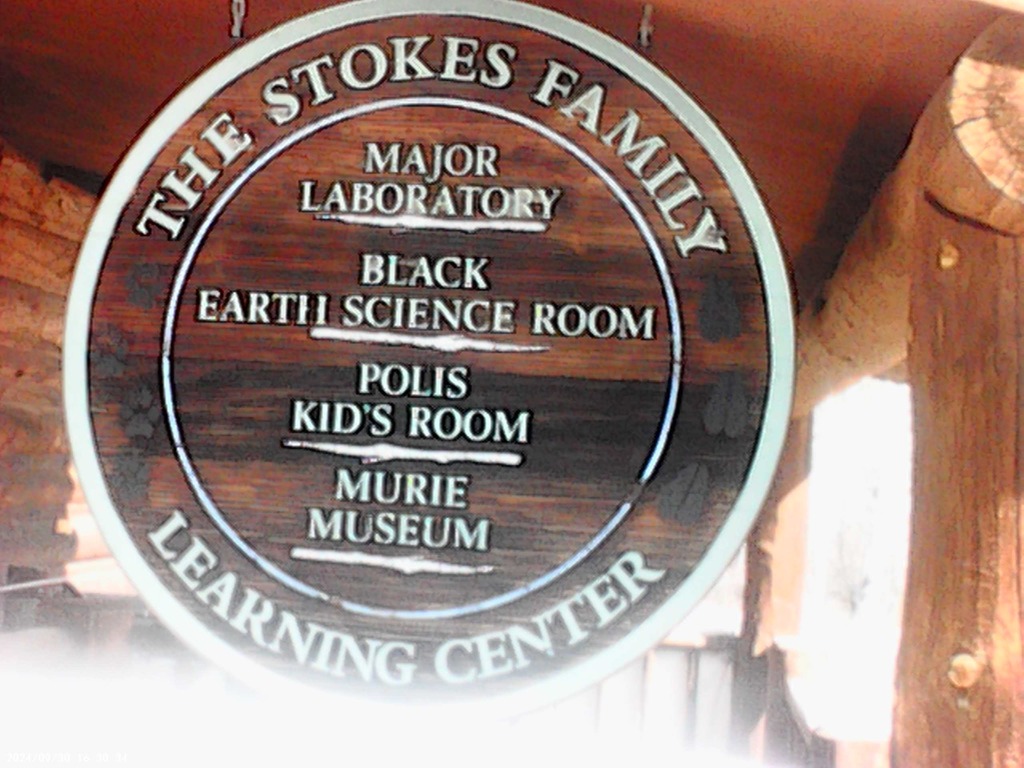 THE STOKES FAMILY
MAJOR
LABORATORY
BLACK
EARTH SCIENCE ROOM
POLIS
KID'S ROOM
MURIE
MUSEUM
LEARNING CENTER